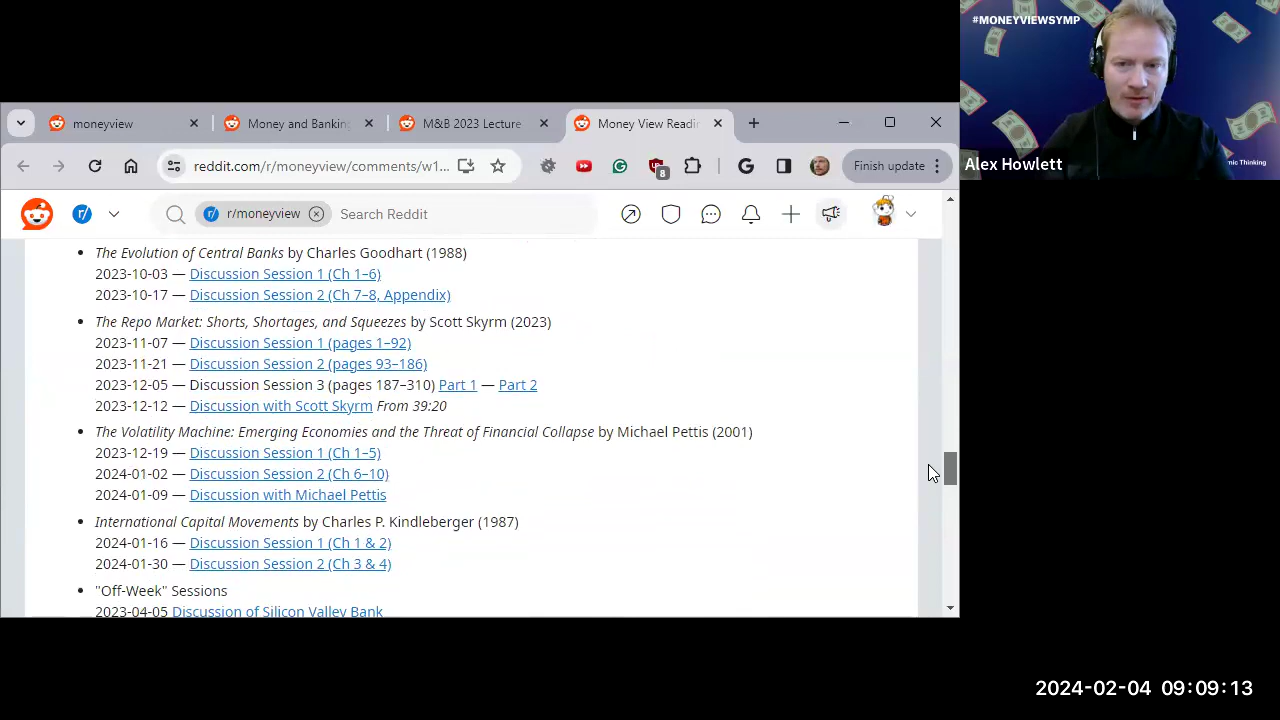 #MONEYVIEWSYMP
mic Thinking
Alex Howlett
moneyview
Money and Bankin
M&B 2023 Lecture
Money View Readi
reddit.com/r/moneyview/comments/w1...
8
Finish update
r/moneyview
Search Reddit
The Evolution of Central Banks by Charles Goodhart (1988)
2023-10-03 — Discussion Session 1 (Ch 1–6)
2023-10-17 — Discussion Session 2 (Ch 7–8, Appendix)
The Repo Market: Shorts, Shortages, and Squeezes by Scott Skyrm (2023)
2023-11-07 — Discussion Session 1 (pages 1–92)
2023-11-21 — Discussion Session 2 (pages 93–186)
2023-12-05 — Discussion Session 3 (pages 187–310) Part 1 — Part 2
2023-12-12 — Discussion with Scott Skyrm From 39:20
The Volatility Machine: Emerging Economies and the Threat of Financial Collapse by Michael Pettis (2001)
2023-12-19 — Discussion Session 1 (Ch 1–5)
2024-01-02 — Discussion Session 2 (Ch 6–10)
2024-01-09 — Discussion with Michael Pettis
International Capital Movements by Charles P. Kindleberger (1987)
2024-01-16 — Discussion Session 1 (Ch 1 & 2)
2024-01-30 — Discussion Session 2 (Ch 3 & 4)
"Off-Week" Sessions
2023-04-05 Discussion of Silicon Valley Bank
2024-02-04 09:09:13